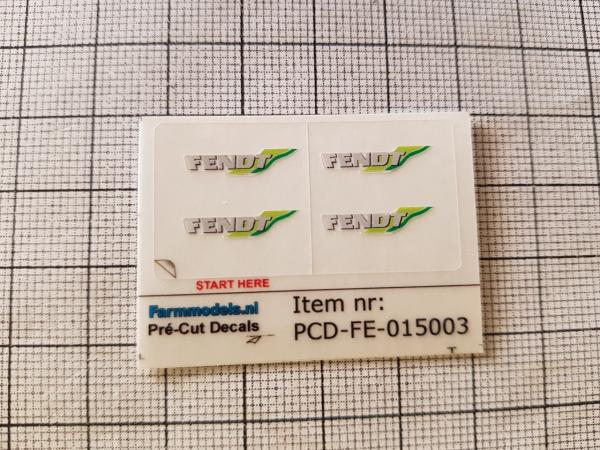 FENDT FENDT
FENDT FENDT
START HERE
Farmmodels.nl
Pré-Cut Decals
Item nr:
PCD-FE-015003